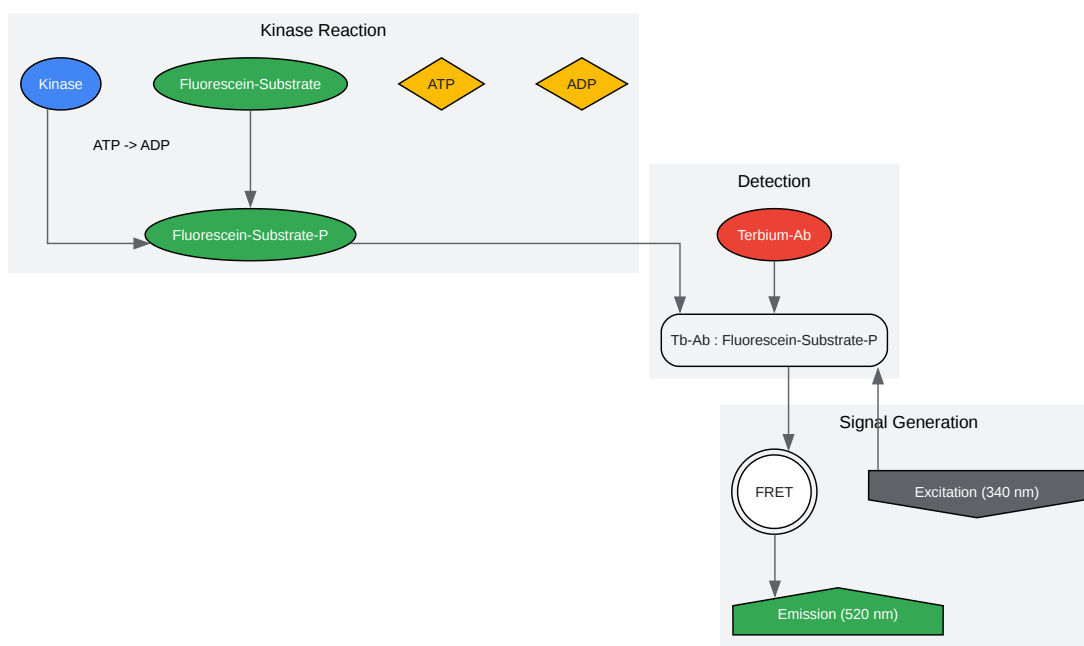 Kinase Reaction
Kinase
Fluorescein-Substrate
ATP
ADP
ATP -> ADP
Fluorescein-Substrate-P
Detection
Terbium-Ab
Tb-Ab : Fluorescein-Substrate-P
Signal Generation
FRET
Excitation (340 nm)
Emission (520 nm)